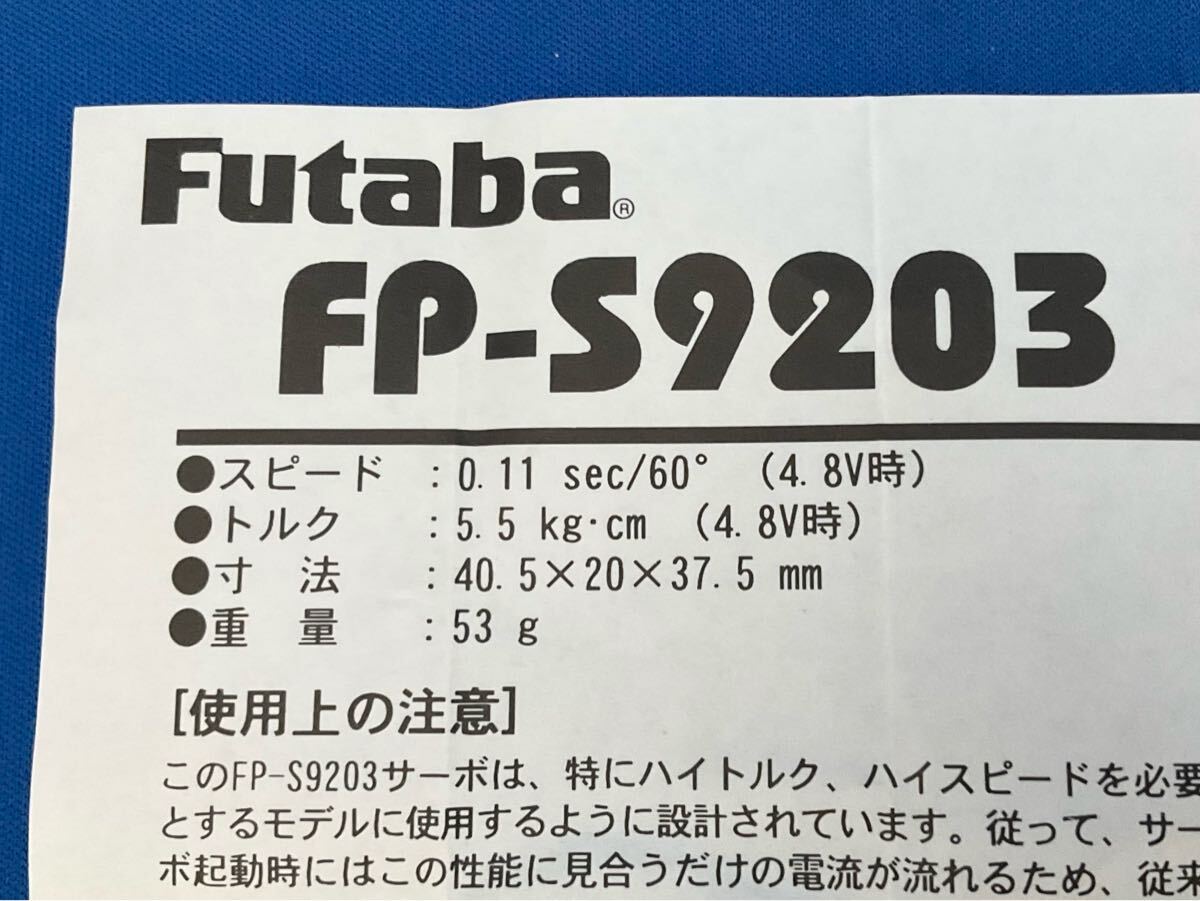 Futaba®
FP-S9203
●スピード ：0.11 sec/60° (4.8V時)
●トルク ：5.5 kg·cm (4.8V時)
●寸 法 ：40.5×20×37.5 mm
●重 量 ：53 g
[使用上の注意]
このFP-S9203サーボは、特にハイトルク、ハイスピードを必要
とするモデルに使用するように設計されています。従って、サー
ボ起動時にはこの性能に見合うだけの電流が流れるため、従来